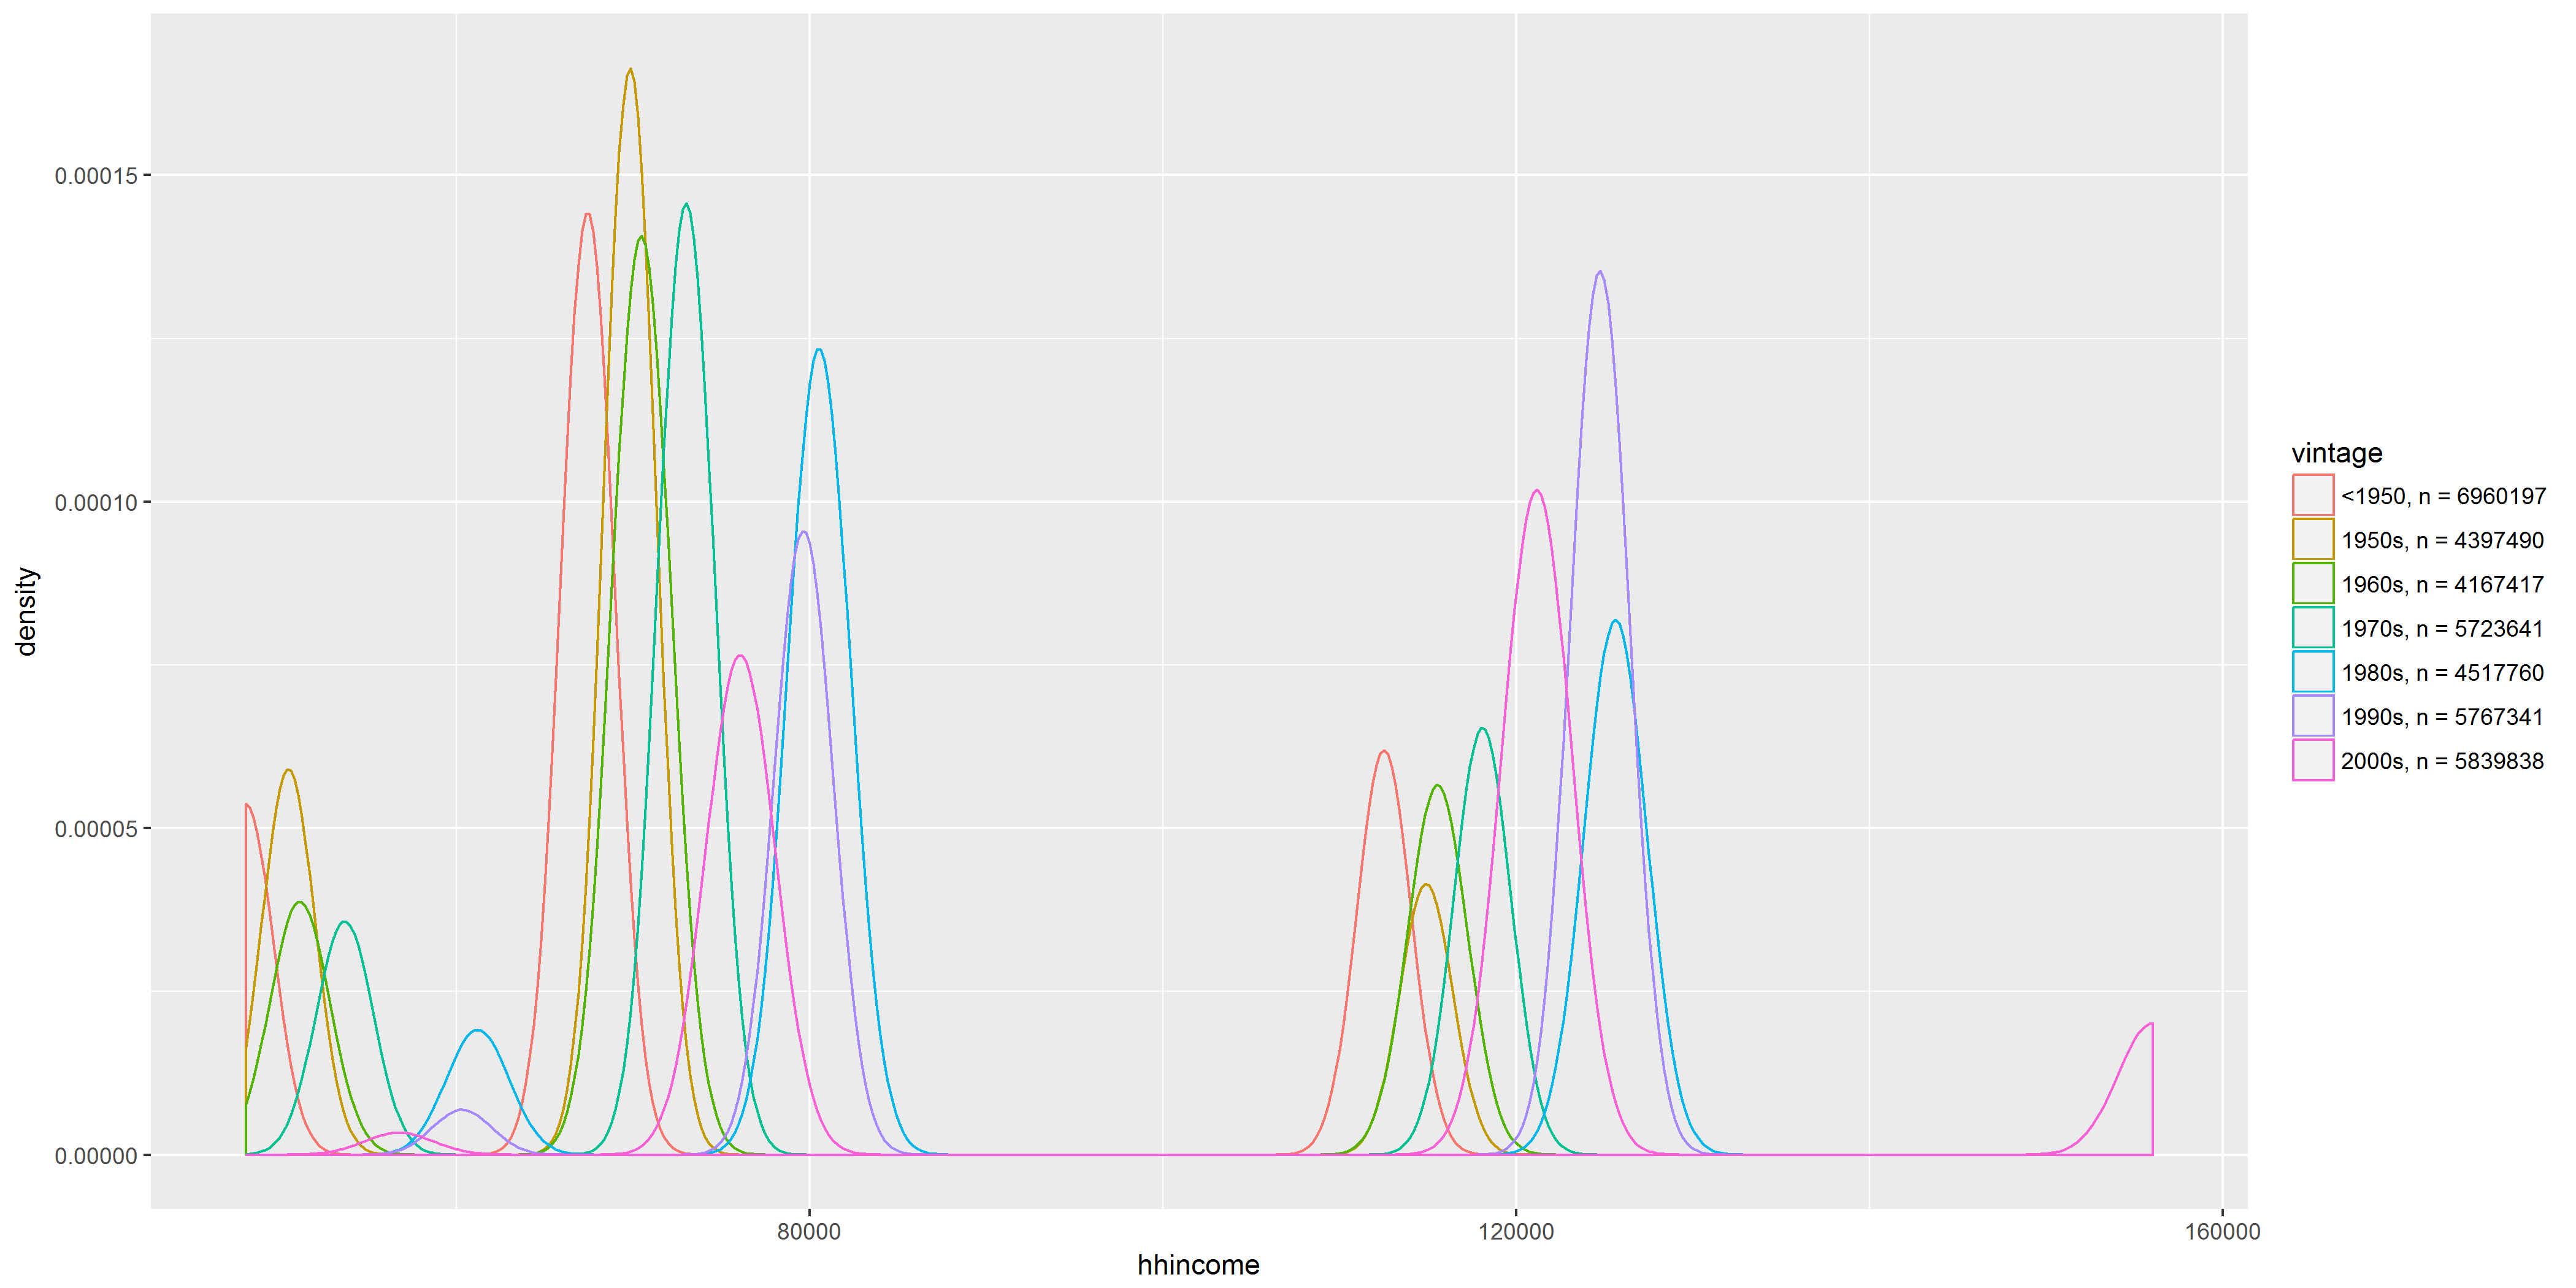 0.00015
0.00010
0.00005
0.00000
density
80000
120000
160000
hhincome
vintage
<1950, n = 6960197
1950s, n = 4397490
1960s, n = 4167417
1970s, n = 5723641
1980s, n = 4517760
1990s, n = 5767341
2000s, n = 5839838